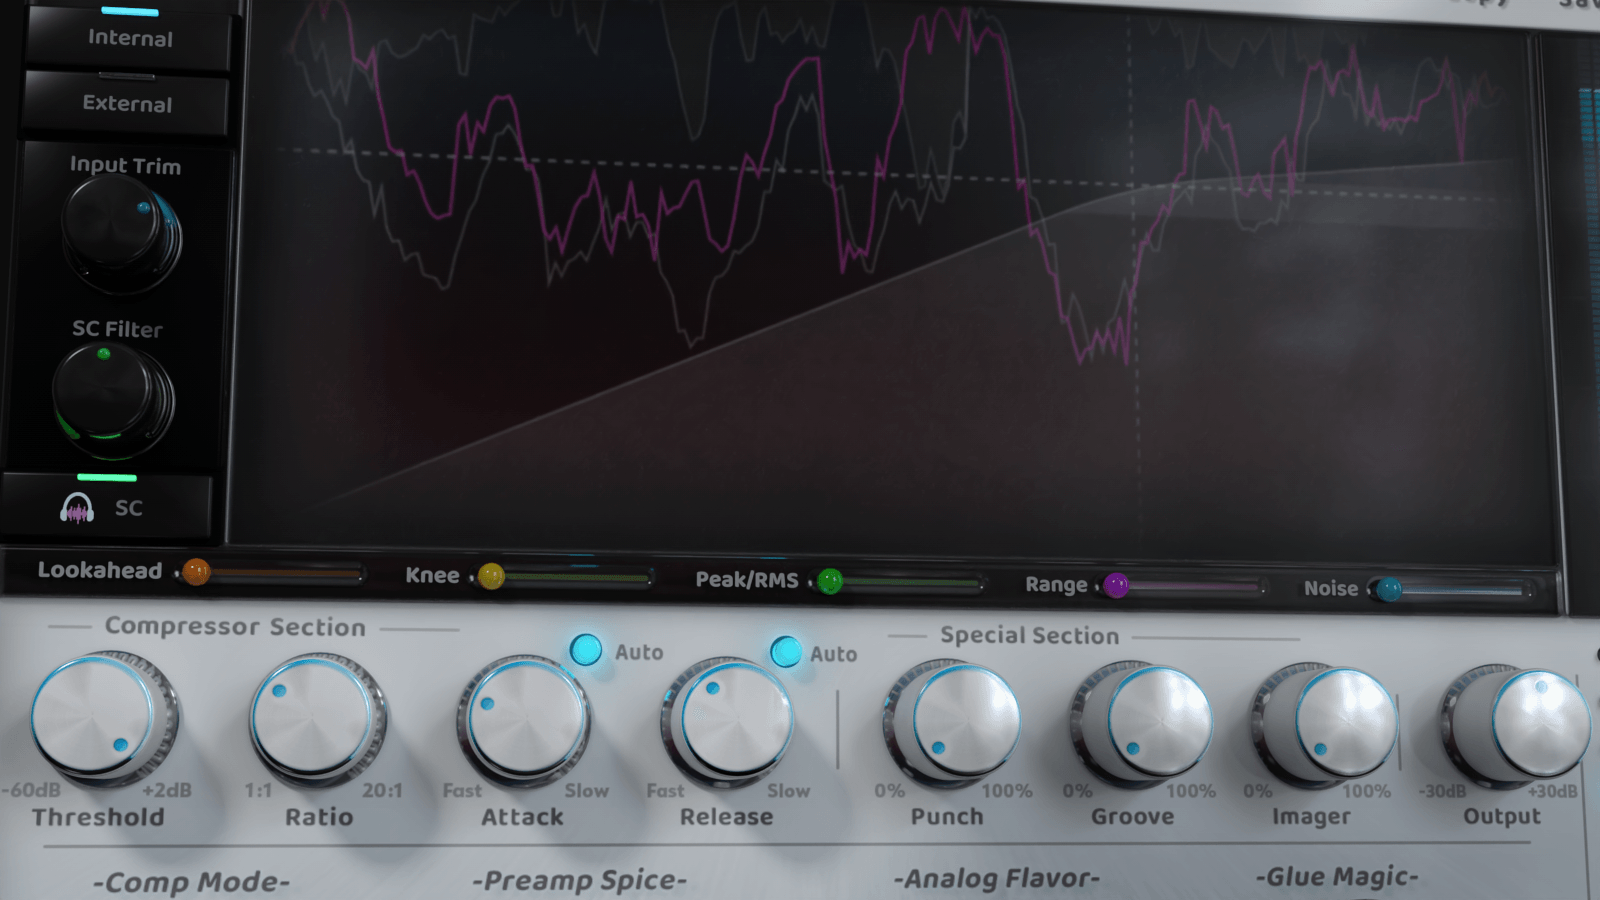 Internal
External
Input Trim
SC Filter
SC
Lookahead
Knee
Peak/RMS
Range
Noise
Compressor Section
Auto
Auto
Special Section
-60dB +2dB
Threshold
1:1 20:1
Ratio
Fast Slow
Attack
Fast Slow
Release
0% 100%
Punch
0% 100%
Groove
0% 100%
Imager
-30dB +30dB
Output
-Comp Mode-
-Preamp Spice-
-Analog Flavor-
-Glue Magic-